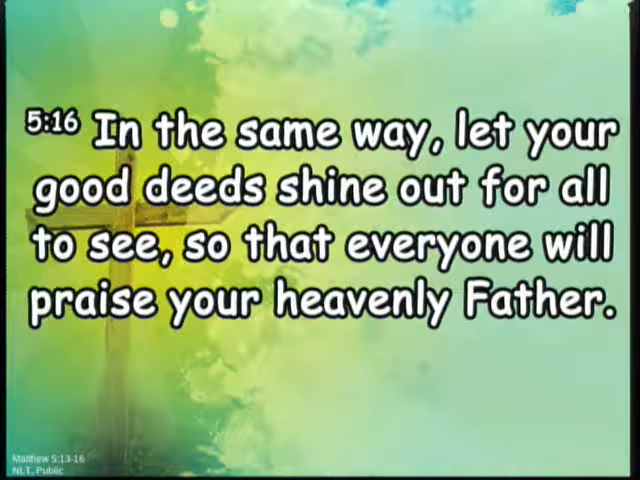 5:16 In the same way, let your
good deeds shine out for all
to see, so that everyone will
praise your heavenly Father.
Matthew 5:13-16
NLT, Public